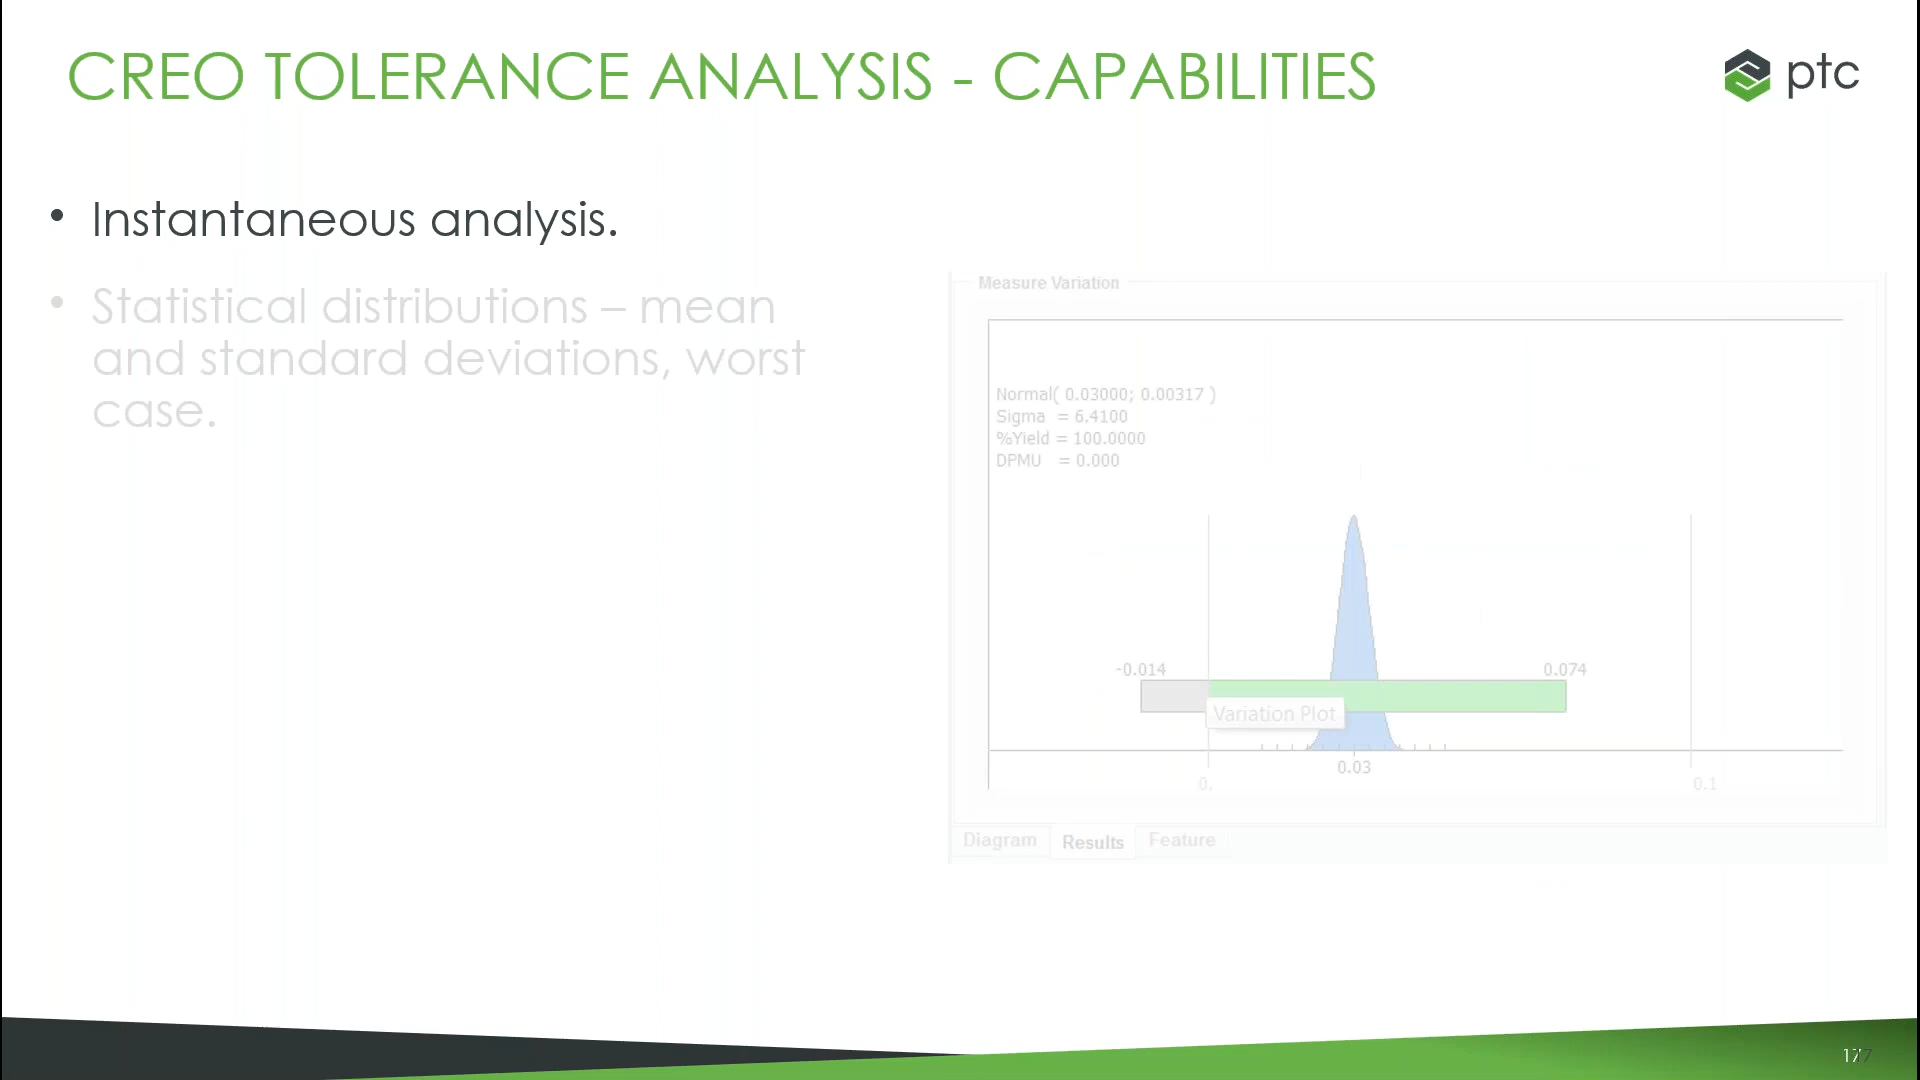 CREO TOLERANCE ANALYSIS - CAPABILITIES
ptc
• Instantaneous analysis.
• Statistical distributions – mean
and standard deviations, worst
case.
Measure Variation
Normal( 0.03000; 0.00317 )
Sigma = 6.4100
%Yield = 100.0000
DPMU = 0.000
-0.014
0.074
Variation Plot
0.03
0.
0.1
Diagram
Results
Feature